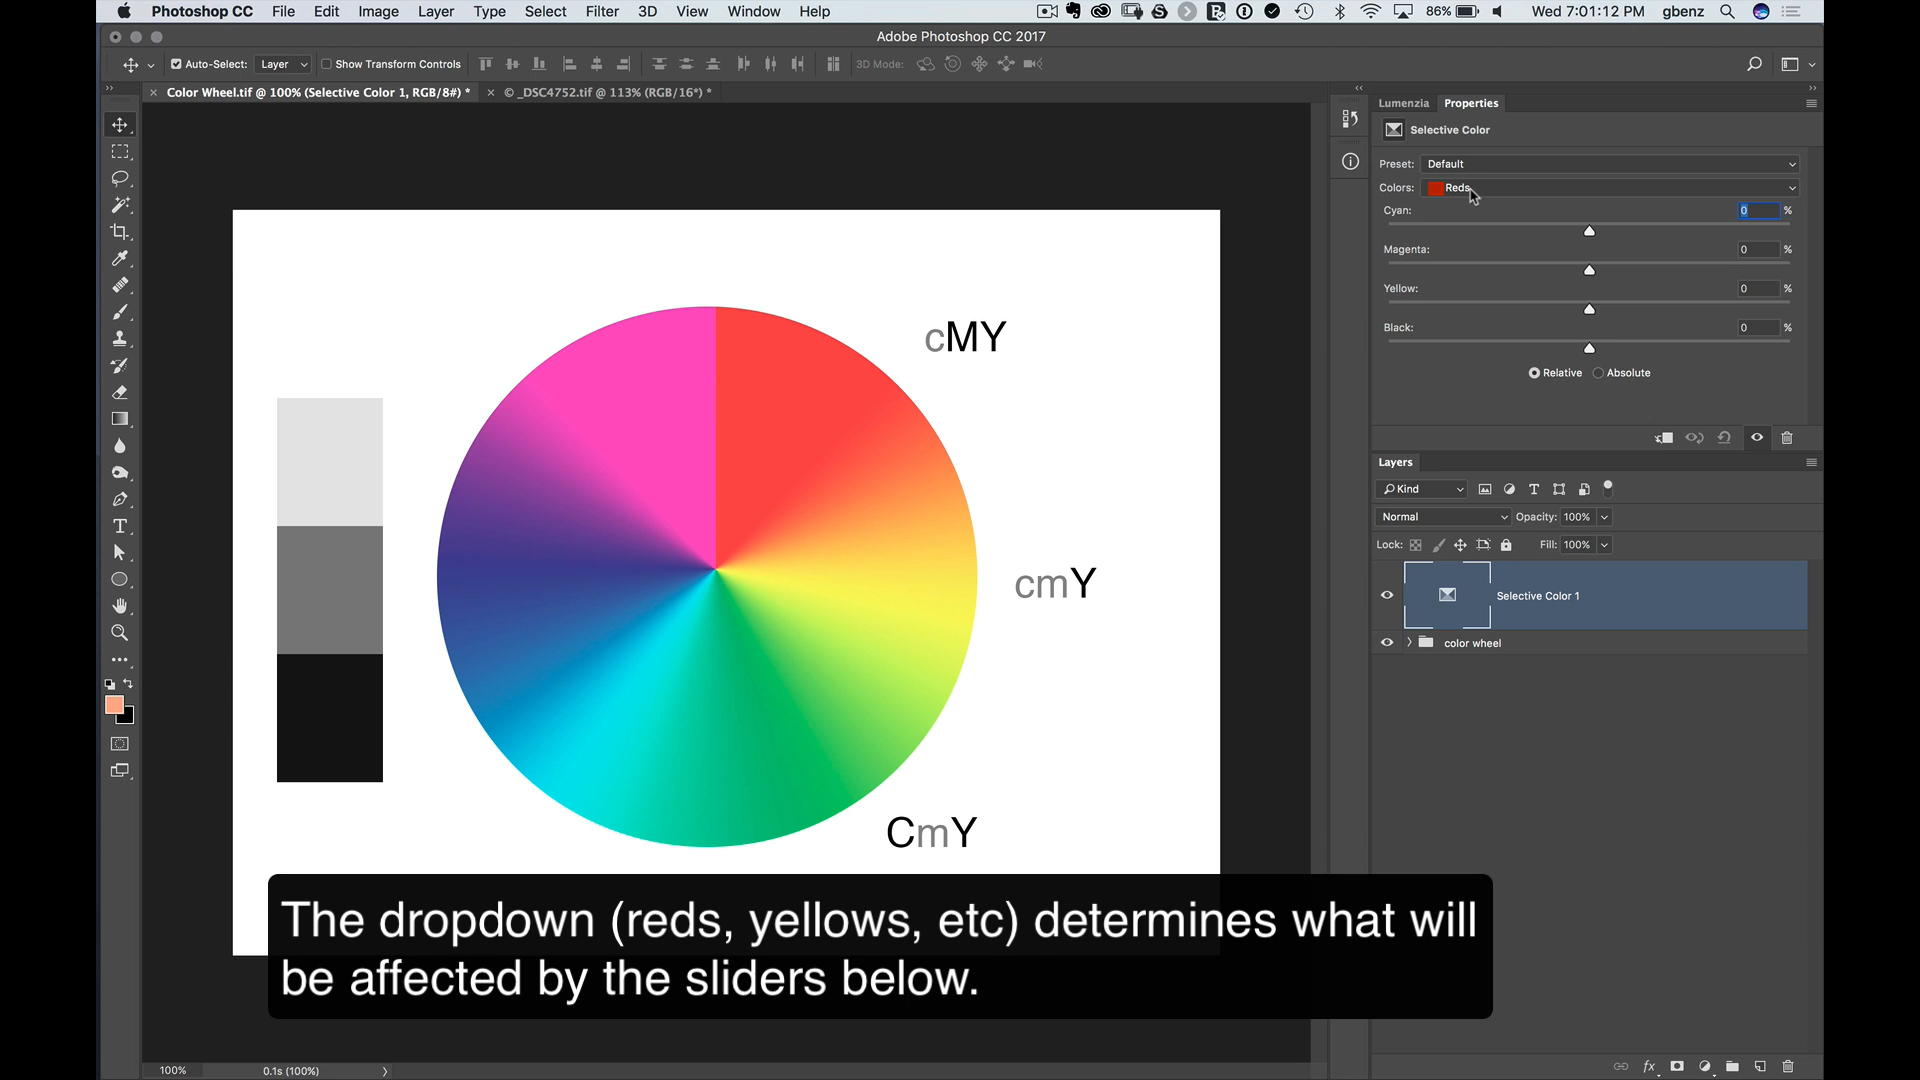 Photoshop CC File Edit Image Layer Type Select Filter 3D View Window Help 86% Wed 7:01:12 PM gbenz
Adobe Photoshop CC 2017
Auto-Select: Layer Show Transform Controls 3D Mode:
Color Wheel.tif @ 100% (Selective Color 1, RGB/8#) * © _DSC4752.tif @ 113% (RGB/16*) *
Lumenzia Properties
Selective Color
Preset: Default
Colors: Reds
Cyan: 0 %
Magenta: 0 %
Yellow: 0 %
Black: 0 %
Relative Absolute
Layers
Kind
Normal Opacity: 100%
Lock: Fill: 100%
Selective Color 1
color wheel
cMY
cmY
CmY
The dropdown (reds, yellows, etc) determines what will
be affected by the sliders below.
100% 0.1s (100%)